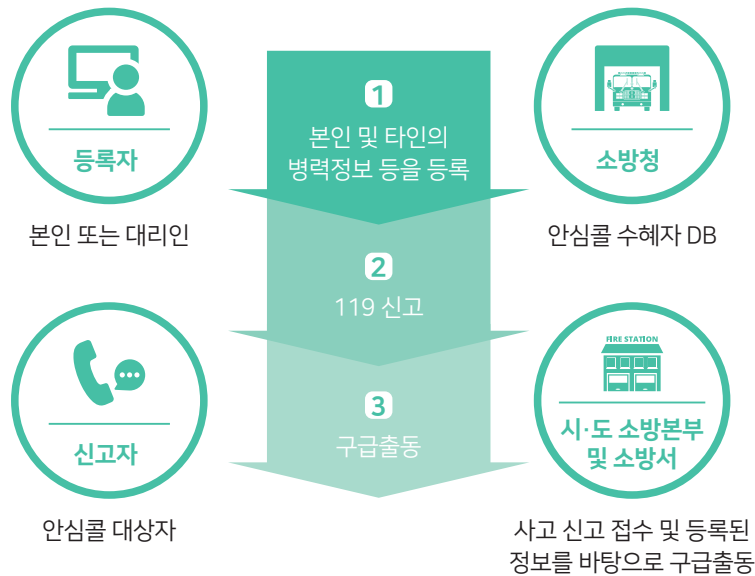 등록자
본인 또는 대리인
1
본인 및 타인의
병력정보 등을 등록
소방청
안심콜 수혜자 DB
2
119 신고
신고자
안심콜 대상자
3
구급출동
FIRE STATION
시·도 소방본부
및 소방서
사고 신고 접수 및 등록된
정보를 바탕으로 구급출동